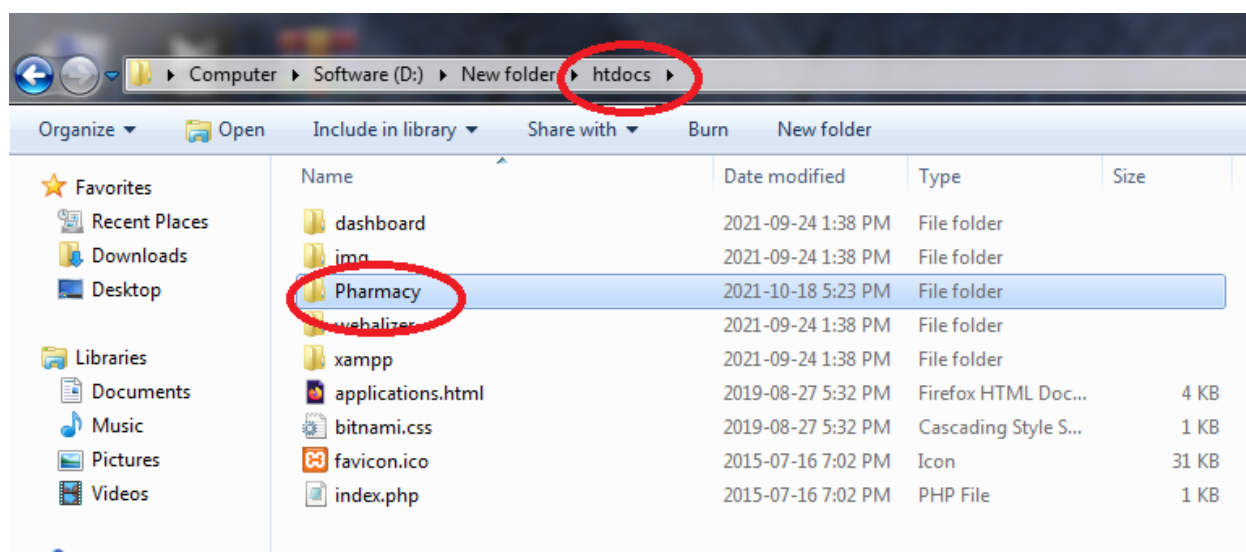 Computer Software (D:) New folder htdocs
Organize Open Include in library Share with Burn New folder
Favorites
Recent Places
Downloads
Desktop
Libraries
Documents
Music
Pictures
Videos
Name Date modified Type Size
dashboard 2021-09-24 1:38 PM File folder
img 2021-09-24 1:38 PM File folder
Pharmacy 2021-10-18 5:23 PM File folder
webalizer 2021-09-24 1:38 PM File folder
xampp 2021-09-24 1:38 PM File folder
applications.html 2019-08-27 5:32 PM Firefox HTML Doc... 4 KB
bitnami.css 2019-08-27 5:32 PM Cascading Style S... 1 KB
favicon.ico 2015-07-16 7:02 PM Icon 31 KB
index.php 2015-07-16 7:02 PM PHP File 1 KB